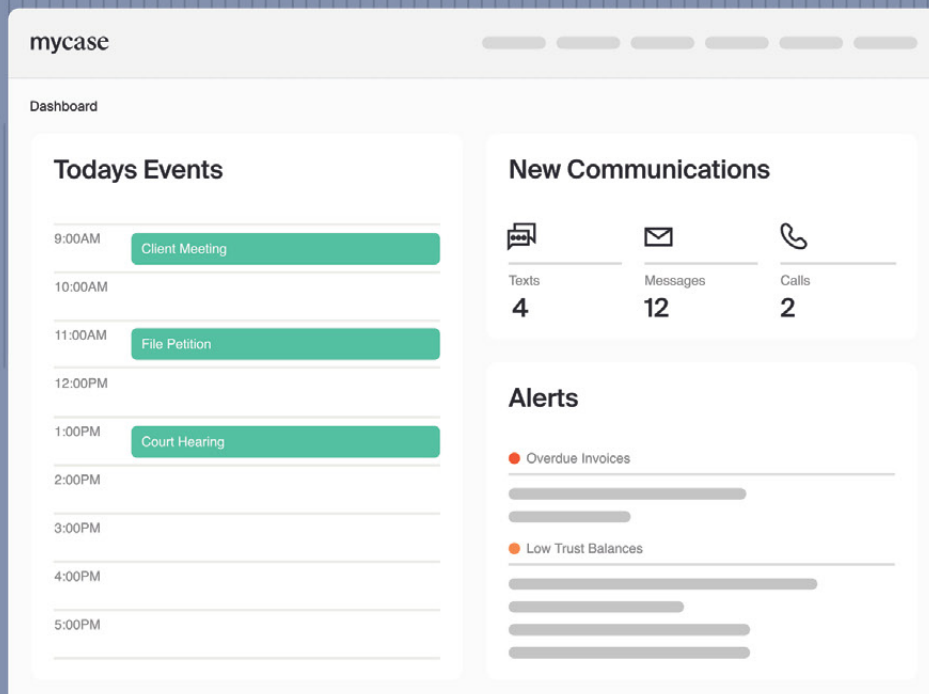 mycase
Dashboard
Todays Events
9:00AM Client Meeting
10:00AM
11:00AM File Petition
12:00PM
1:00PM Court Hearing
2:00PM
3:00PM
4:00PM
5:00PM
New Communications
Texts Messages Calls
4 12 2
Alerts
Overdue Invoices
Low Trust Balances